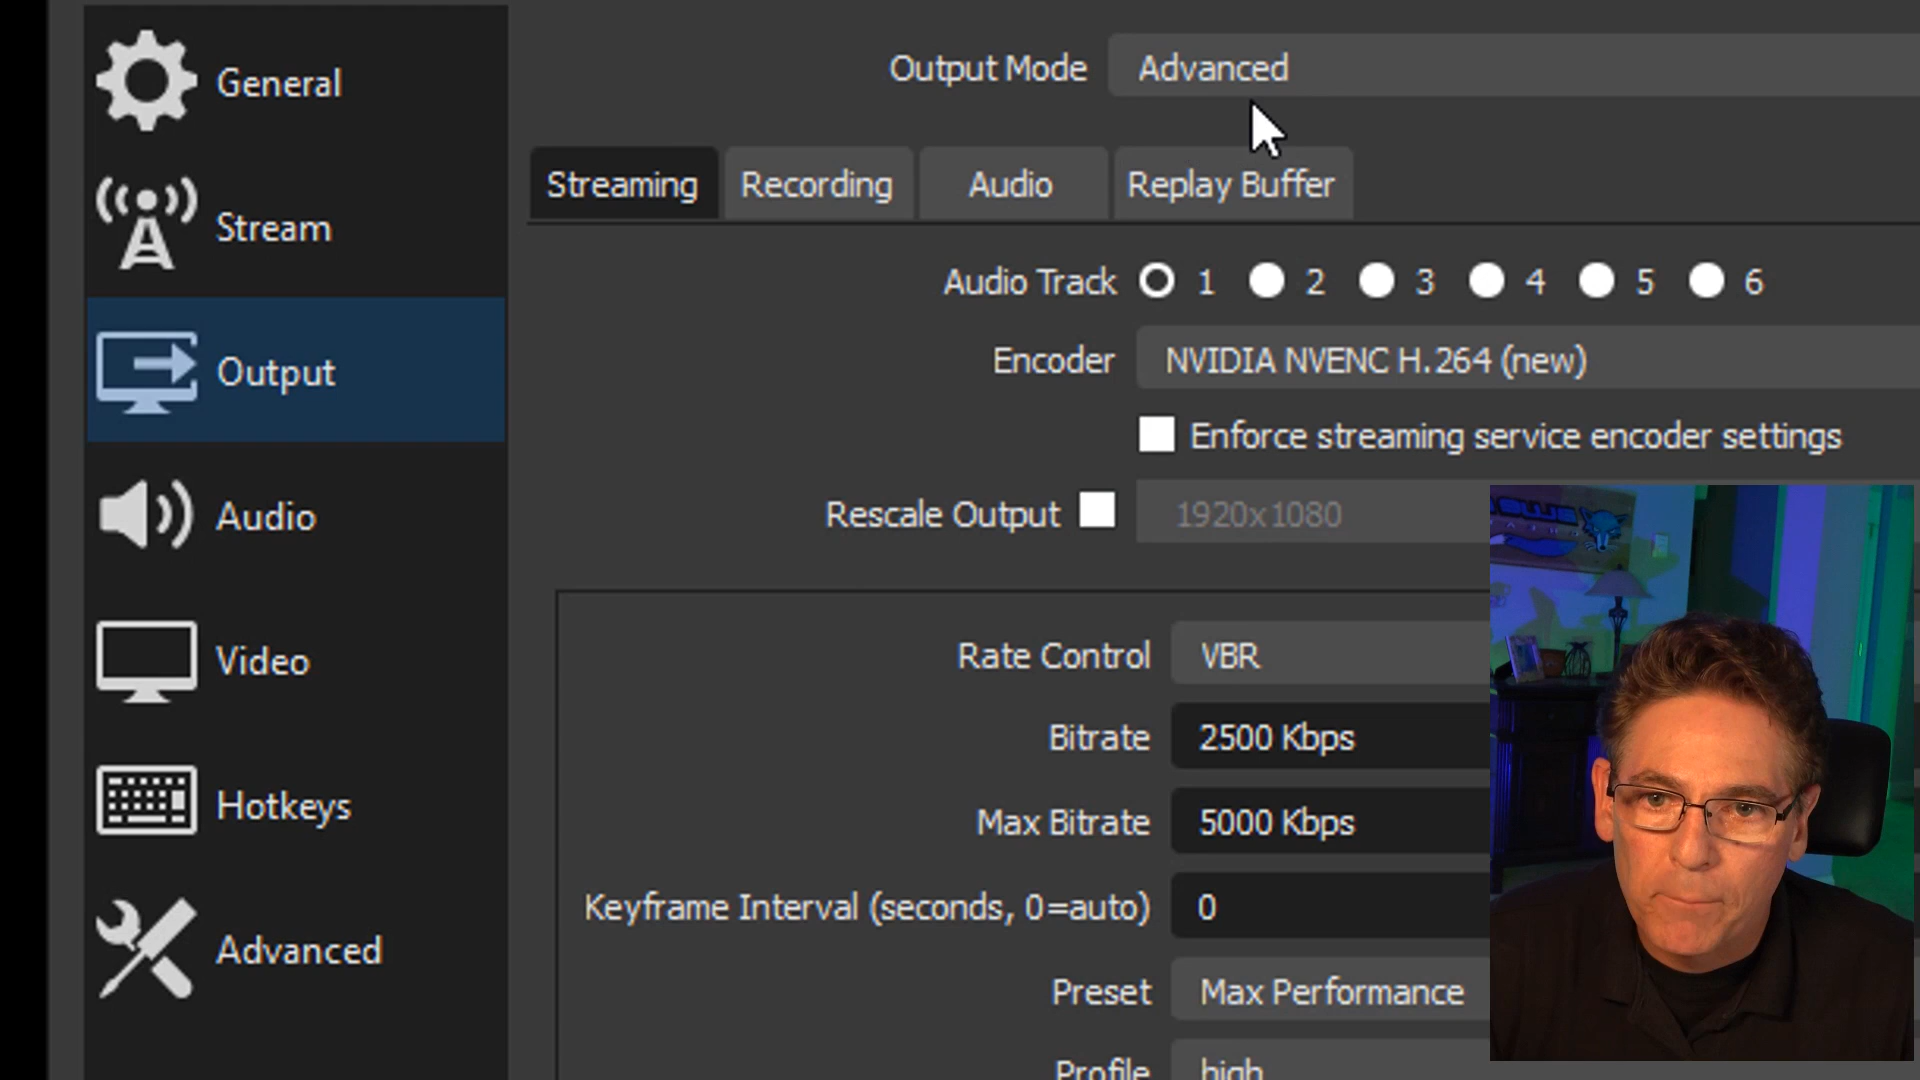 General
Stream
Output
Audio
Video
Hotkeys
Advanced
Output Mode Advanced
Streaming Recording Audio Replay Buffer
Audio Track 1 2 3 4 5 6
Encoder NVIDIA NVENC H.264 (new)
Enforce streaming service encoder settings
Rescale Output 1920x1080
Rate Control VBR
Bitrate 2500 Kbps
Max Bitrate 5000 Kbps
Keyframe Interval (seconds, 0=auto) 0
Preset Max Performance
Profile high